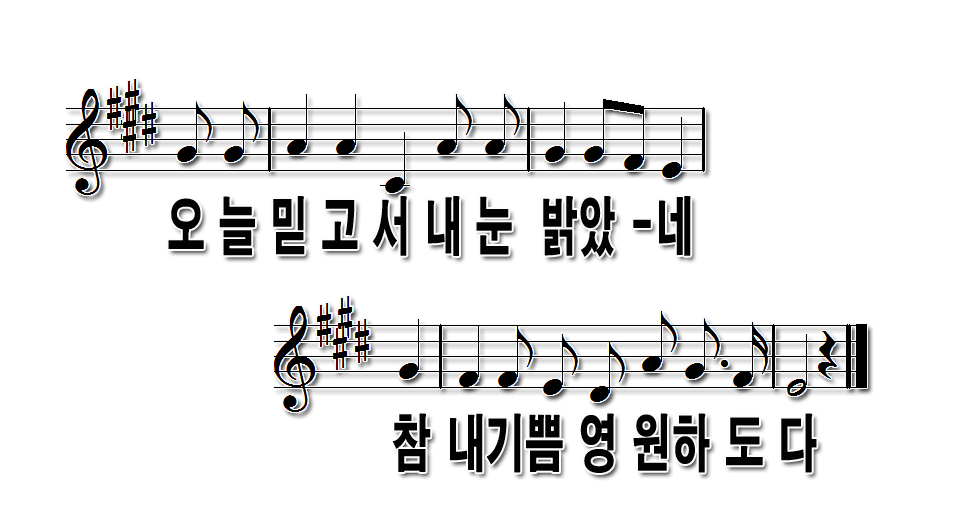 오 늘 믿 고 서 내 눈 밝았 -네
참 내기쁨 영 원하 도 다